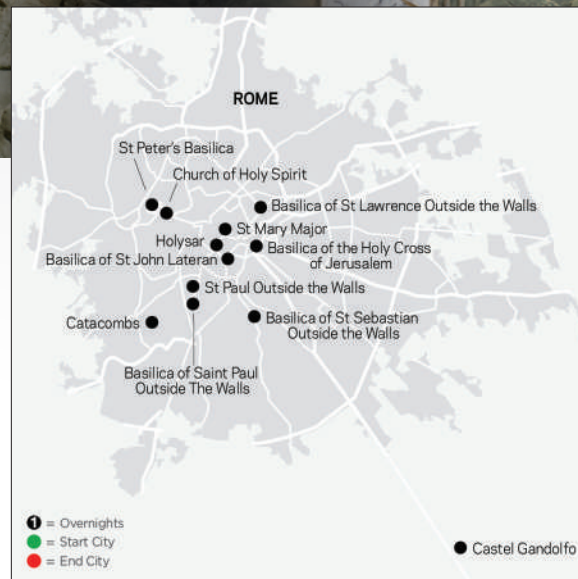 ROME
St Peter's Basilica
Church of Holy Spirit
Basilica of St Lawrence Outside the Walls
St Mary Major
Holysar
Basilica of the Holy Cross
of Jerusalem
Basilica of St John Lateran
St Paul Outside the Walls
Catacombs
Basilica of St Sebastian
Outside the Walls
Basilica of Saint Paul
Outside The Walls
1 = Overnights
= Start City
= End City
Castel Gandolfo